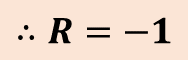 ∴ R = −1